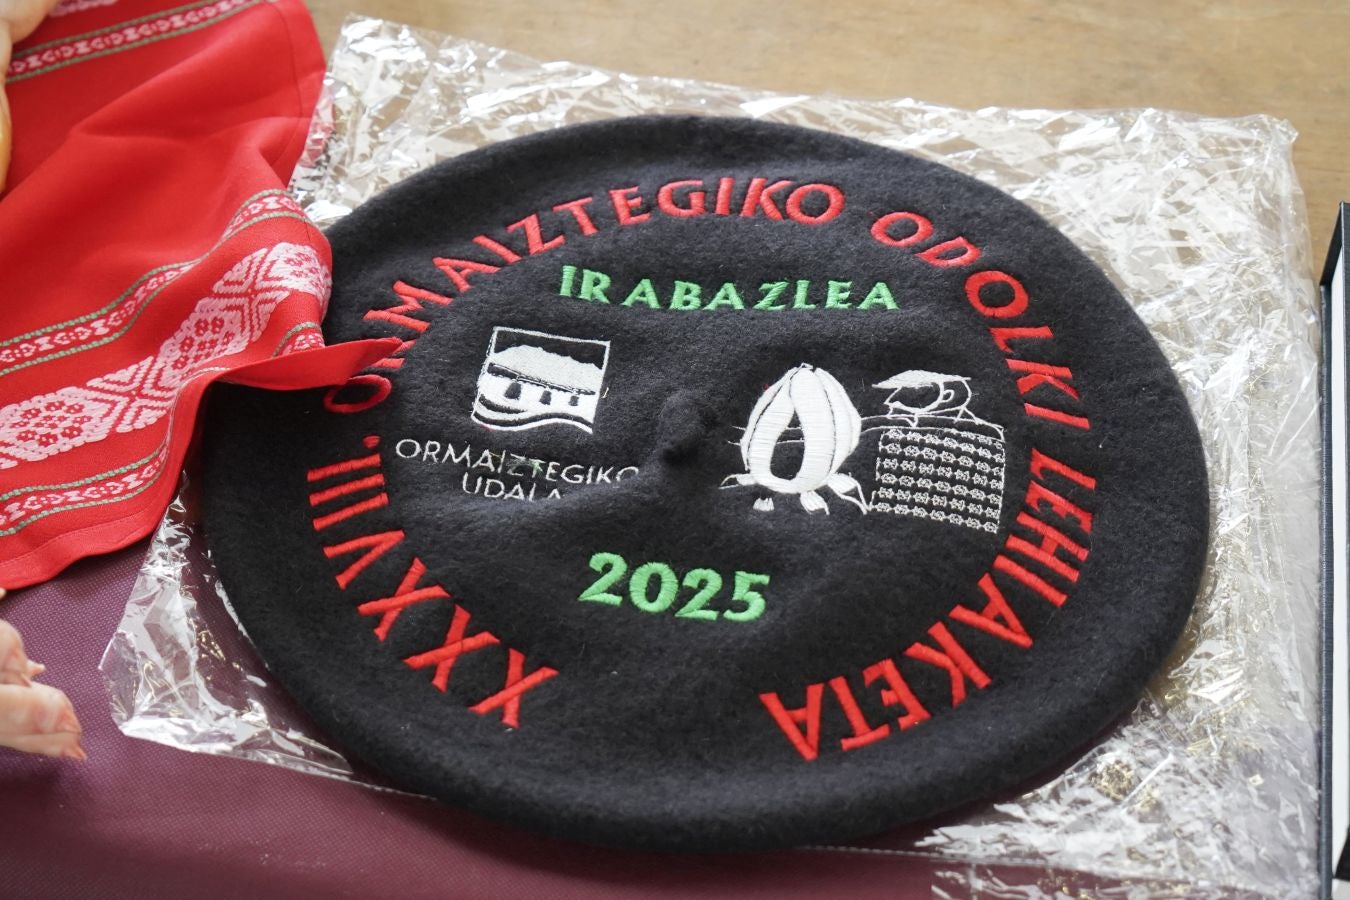 XXXVIII. ORMAIZTEGIKO ODOLKI LEHIAKETA
IRABAZLEA
ORMAIZTEGIKO
UDALA
2025